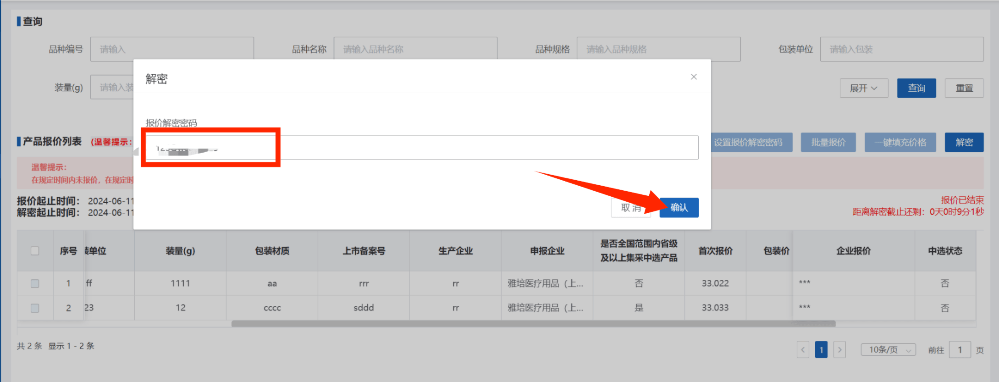 查询
品种编号 请输入 品种名称 请输入品种名称 品种规格 请输入品种规格 包装单位 请输入包装
装量(g) 请输入装 展开 查询 重置
解密
报价解密密码
取 消 确认
产品报价列表 (温馨提示: 设置报价解密密码 批量报价 一键填充价格 解密
温馨提示:
在规定时间内未报价，在规定时
报价起止时间： 2024-06-11 报价已结束
解密起止时间： 2024-06-11 距离解密截止还剩：0天0时9分1秒
序号 单位 装量(g) 包装材质 上市备案号 生产企业 申报企业 是否全国范围内省级及以上集采中选产品 首次报价 包装价 企业报价 中选状态
1 ff 1111 aa rrr rr 雅培医疗用品（上... 否 33.022 *** 否
2 23 12 cccc sddd rr 雅培医疗用品（上... 是 33.033 *** 否
共 2 条 显示 1 - 2 条 1 10条/页 前往 1 页